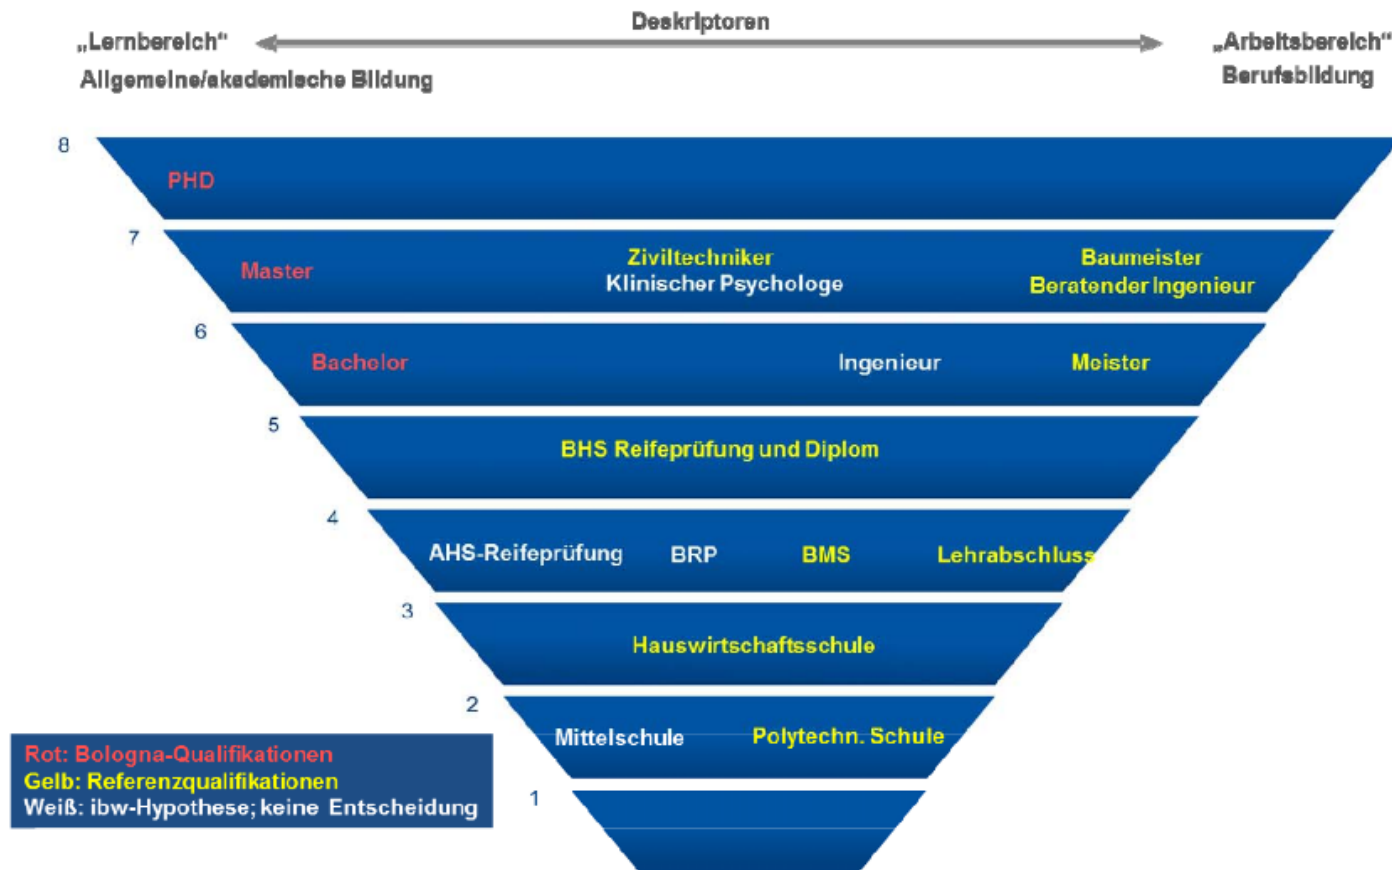 Deskriptoren
„Lernbereich“
„Arbeitsbereich“
Allgemeine/akademische Bildung
Berufsbildung
8
PHD
7
Master
Ziviltechniker
Klinischer Psychologe
Baumeister
Beratender Ingenieur
6
Bachelor
Ingenieur
Meister
5
BHS Reifeprüfung und Diplom
4
AHS-Reifeprüfung
BRP
BMS
Lehrabschluss
3
Hauswirtschaftsschule
2
Mittelschule
Polytechn. Schule
1
Rot: Bologna-Qualifikationen
Gelb: Referenzqualifikationen
Weiß: ibw-Hypothese; keine Entscheidung